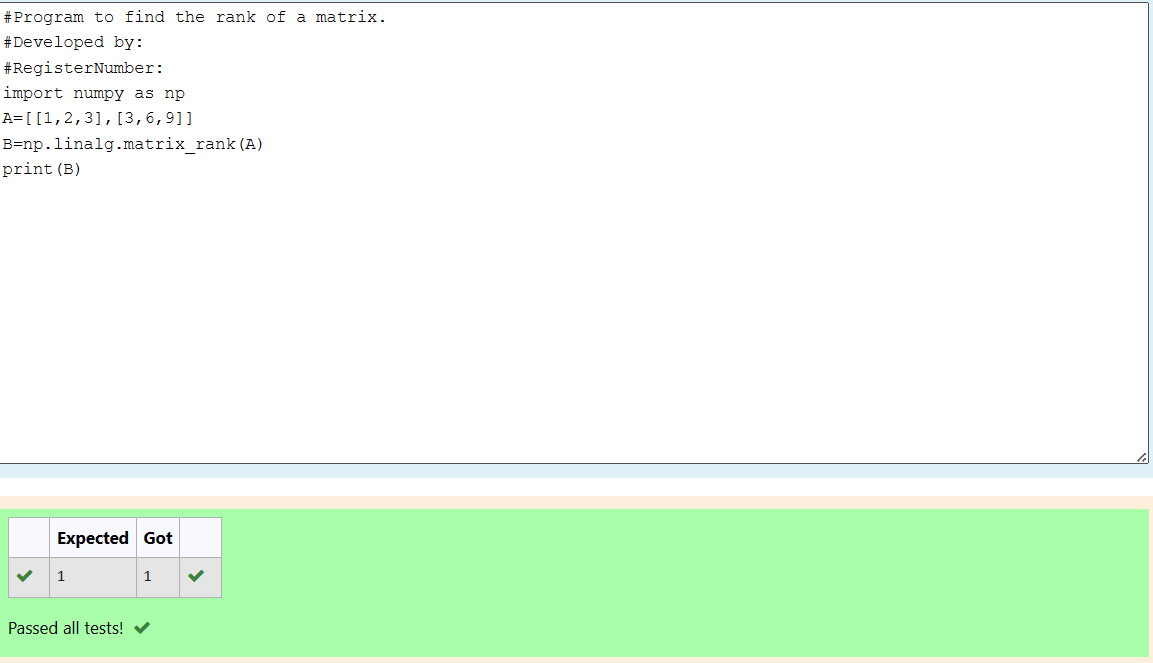 #Program to find the rank of a matrix.
#Developed by:
#RegisterNumber:
import numpy as np
A=[[1,2,3],[3,6,9]]
B=np.linalg.matrix_rank(A)
print(B)
Expected Got
1 1
Passed all tests!